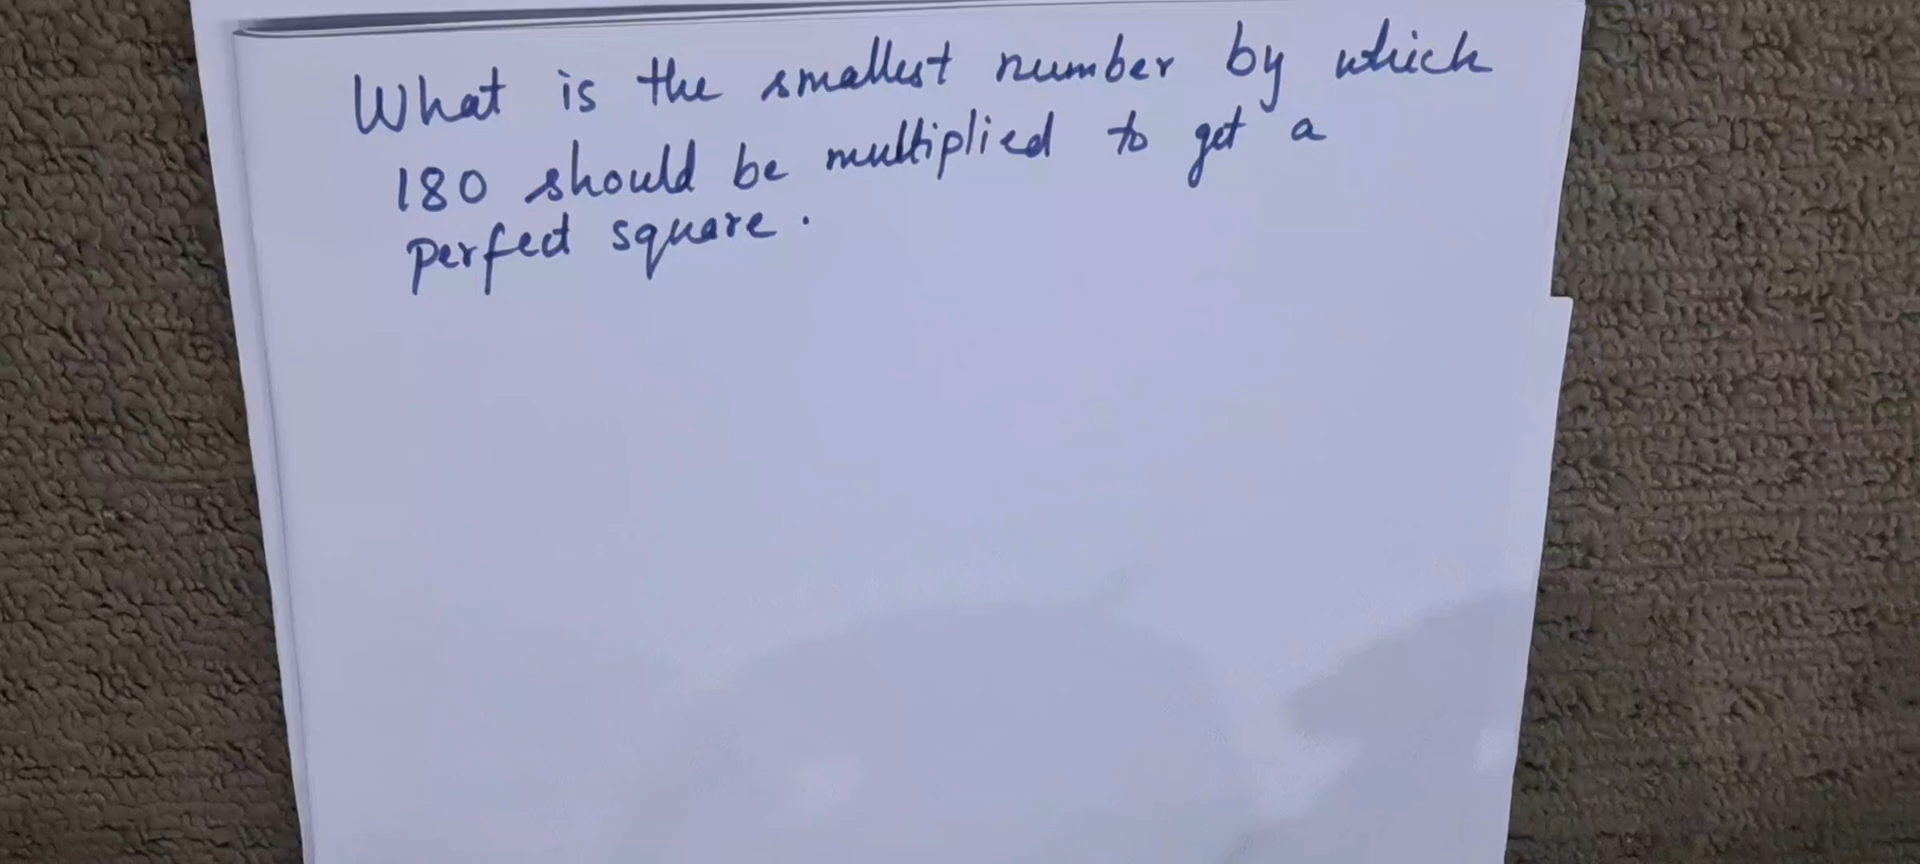 What is the smallest number by which
180 should be multiplied to get a
perfect square.